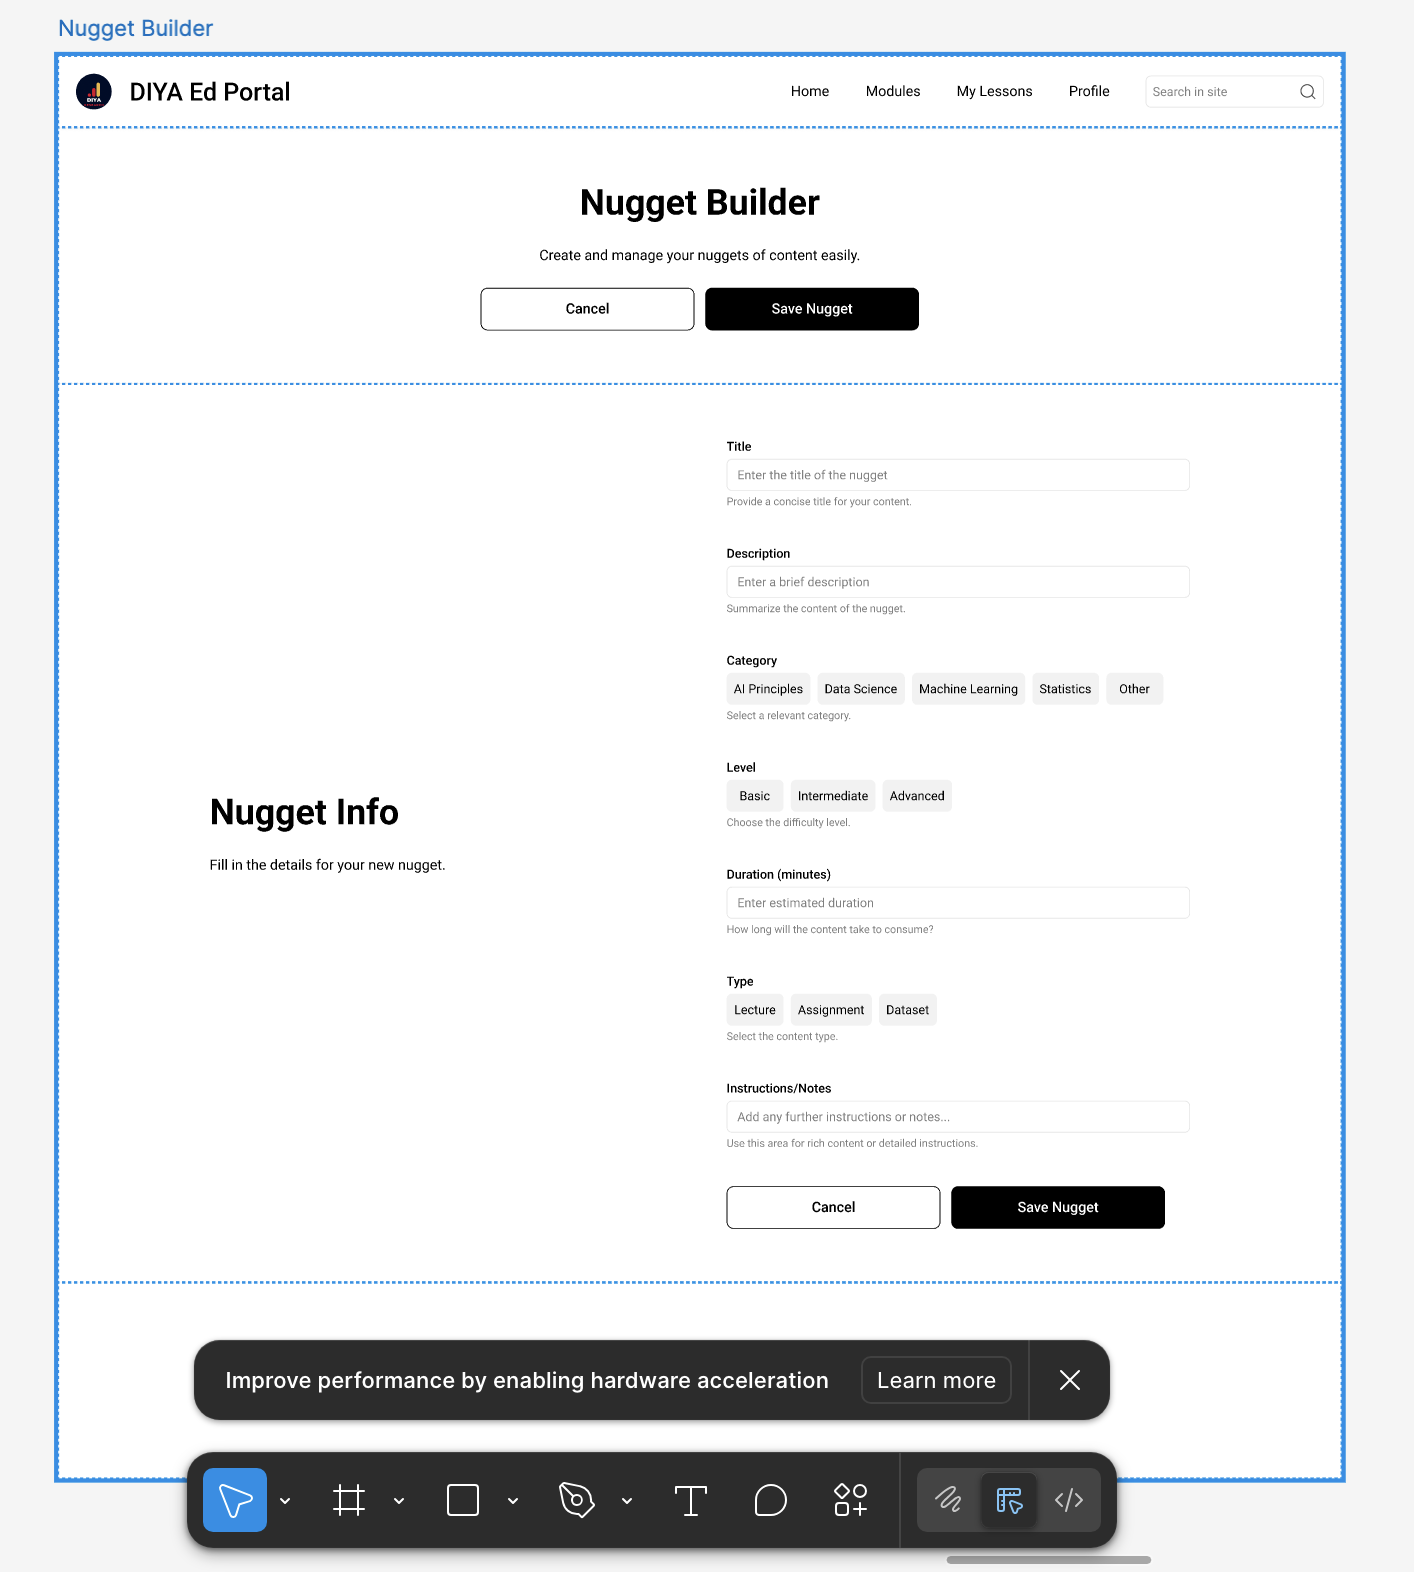 Nugget Builder
DIYA
DIYA Ed Portal
Home
Modules
My Lessons
Profile
Search in site
Nugget Builder
Create and manage your nuggets of content easily.
Cancel
Save Nugget
Title
Enter the title of the nugget
Provide a concise title for your content.
Description
Enter a brief description
Summarize the content of the nugget.
Category
AI Principles
Data Science
Machine Learning
Statistics
Other
Select a relevant category.
Level
Basic
Intermediate
Advanced
Choose the difficulty level.
Nugget Info
Fill in the details for your new nugget.
Duration (minutes)
Enter estimated duration
How long will the content take to consume?
Type
Lecture
Assignment
Dataset
Select the content type.
Instructions/Notes
Add any further instructions or notes...
Use this area for rich content or detailed instructions.
Cancel
Save Nugget
Improve performance by enabling hardware acceleration
Learn more